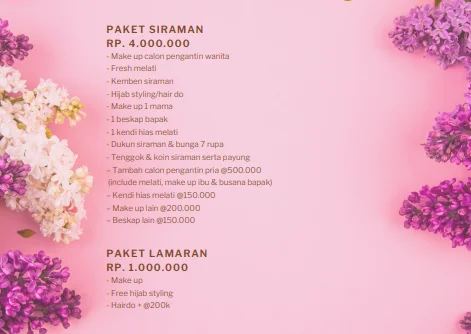 PAKET SIRAMAN
RP. 4.000.000
- Make up calon pengantin wanita
- Fresh melati
- Kemben siraman
- Hijab styling/hair do
- Make up 1 mama
- 1 beskap bapak
- 1 kendi hias melati
- Dukun siraman & bunga 7 rupa
- Tenggok & koin siraman serta payung
– Tambah calon pengantin pria @500.000
(include melati, make up ibu & busana bapak)
– Kendi hias melati @150.000
– Make up lain @200.000
– Beskap lain @150.000
PAKET LAMARAN
RP. 1.000.000
- Make up
- Free hijab styling
- Hairdo + @200k